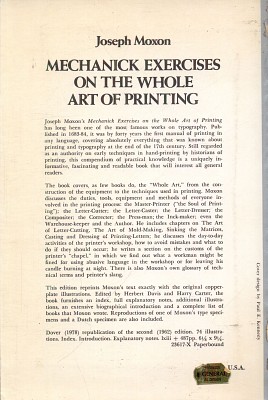 Joseph Moxon
MECHANICK EXERCISES
ON THE WHOLE
ART OF PRINTING
Joseph Moxon's Mechanick Exercises on the Whole Art of Printing
has long been one of the most famous works on typography. Pub-
lished in 1683-84, it was by forty years the first manual of printing in
any language, covering absolutely everything that was known about
printing and typography at the end of the 17th century. Still regarded
as an authority on early techniques in hand-printing by historians of
printing, this compendium of practical knowledge is a uniquely in-
formative, fascinating and readable book that will interest all general
readers.
The book covers, as few books do, the "Whole Art," from the con-
struction of the equipment to the techniques used in printing. Moxon
discusses the duties, tools, equipment and methods of everyone in-
volved in the printing process: the Master-Printer ("the Soul of Print-
ing"); the Letter-Cutter; the Letter-Caster; the Letter-Dresser; the
Compositor; the Corrector; the Press-man; the Ink-maker; even the
Warehouse-keeper and the Joyner. He includes chapters on The Art
of Letter-Cutting, The Art of Mold-Making, Sinking the Matrices,
Casting and Dressing of Printing-Letters; he discusses the day-to-day
activities of the printer's workshop, how to avoid mistakes and what to
do if they should occur; he writes a section on the customs of the
printer's "chapel," in which we find out what a workman might be
fined for using abusive language in the workshop or for leaving his
candle burning at night. There is also Moxon's own glossary of tech-
nical terms and printer's slang.
This edition reprints Moxon's text exactly with the original copper-
plate illustrations. Edited by Herbert Davis and Harry Carter, the
book furnishes an index, full explanatory notes, additional illustra-
tions, an extensive biographical introduction and a complete list of
books that Moxon wrote. Reproductions of one of Moxon's type speci-
mens and a Dutch specimen are also included.
Dover (1978) republication of the second (1962) edition. 74 illustra-
tions. Index. Introduction. Explanatory notes. lxiii + 487pp. 6⅛ x 9¼.
23617-X Paperbound
U.S.A.
Cover design by Paul E. Kennedy